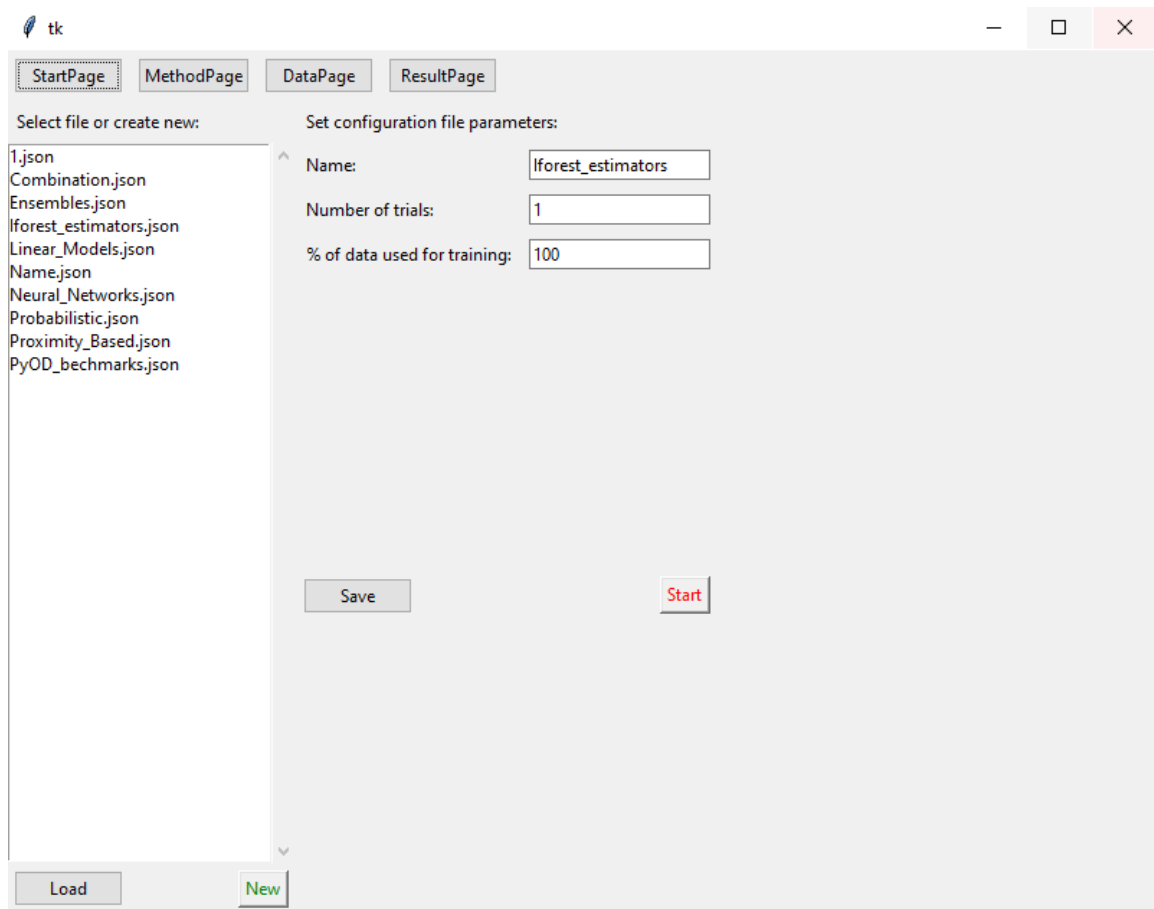 tk
StartPage MethodPage DataPage ResultPage
Select file or create new:
1.json
Combination.json
Ensembles.json
Iforest_estimators.json
Linear_Models.json
Name.json
Neural_Networks.json
Probabilistic.json
Proximity_Based.json
PyOD_bechmarks.json
Load New
Set configuration file parameters:
Name: Iforest_estimators
Number of trials: 1
% of data used for training: 100
Save Start